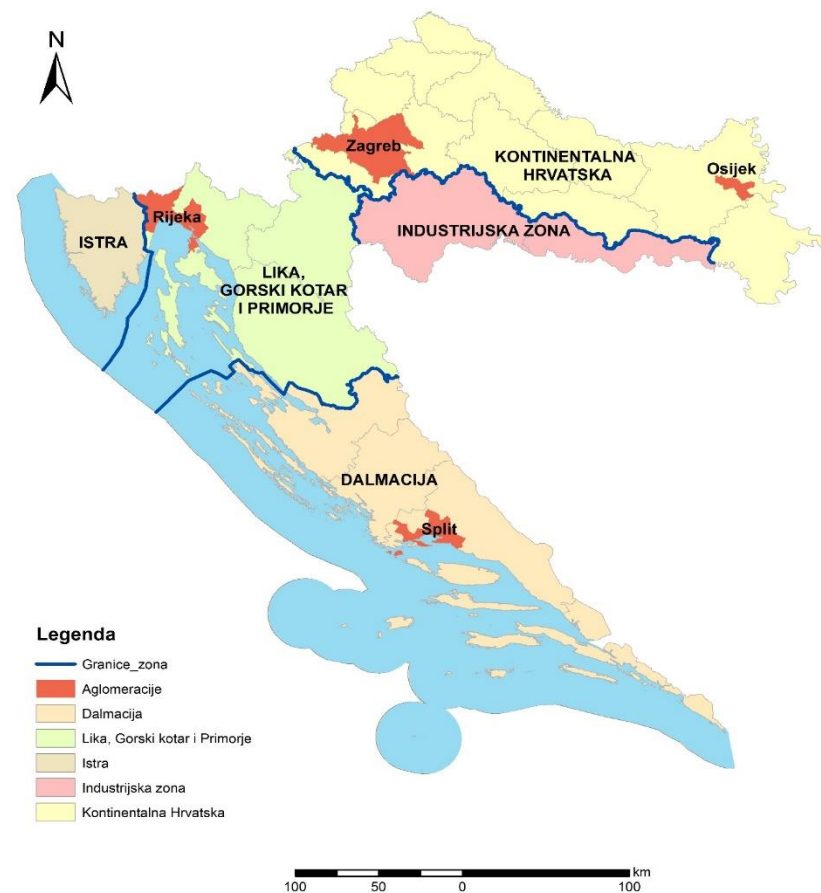 N
Zagreb
KONTINENTALNA
HRVATSKA
Osijek
Rijeka
ISTRA
INDUSTRIJSKA ZONA
LIKA,
GORSKI KOTAR
I PRIMORJE
DALMACIJA
Split
Legenda
Granice_zona
Aglomeracije
Dalmacija
Lika, Gorski kotar i Primorje
Istra
Industrijska zona
Kontinentalna Hrvatska
km
100 50 0 100